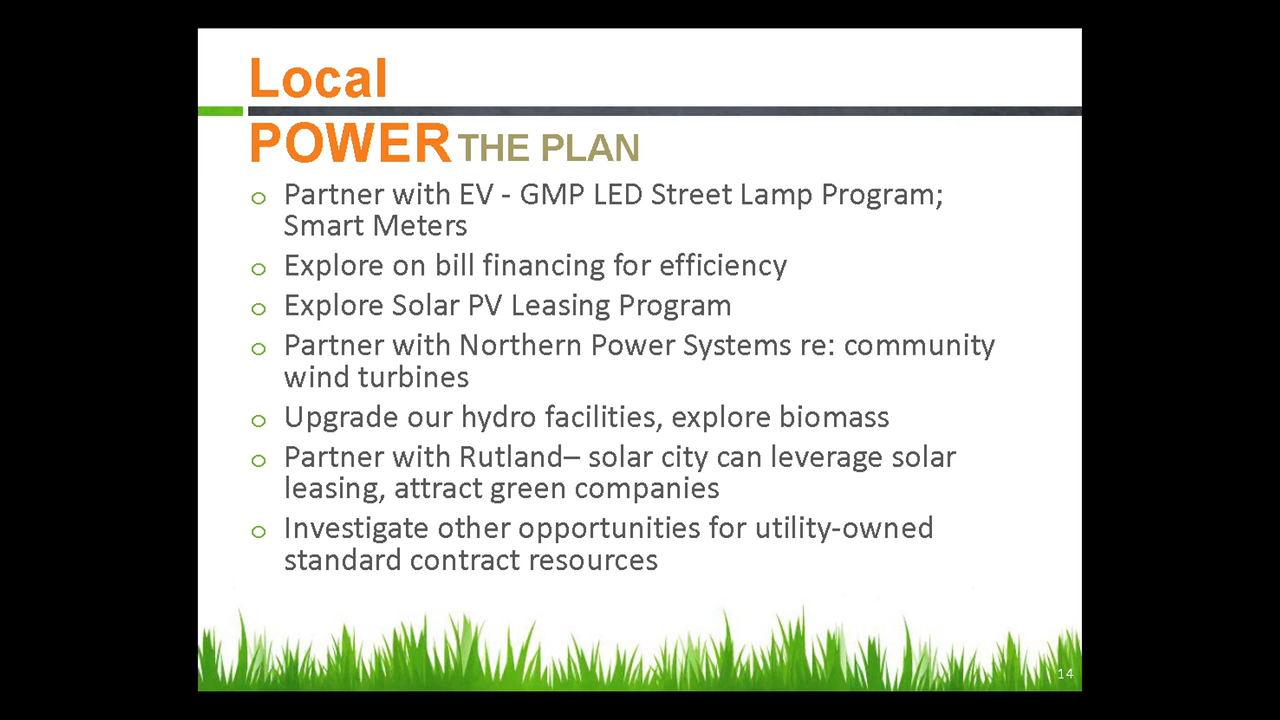 Local
POWER THE PLAN
Partner with EV - GMP LED Street Lamp Program;
Smart Meters
Explore on bill financing for efficiency
Explore Solar PV Leasing Program
Partner with Northern Power Systems re: community
wind turbines
Upgrade our hydro facilities, explore biomass
Partner with Rutland– solar city can leverage solar
leasing, attract green companies
Investigate other opportunities for utility-owned
standard contract resources
14